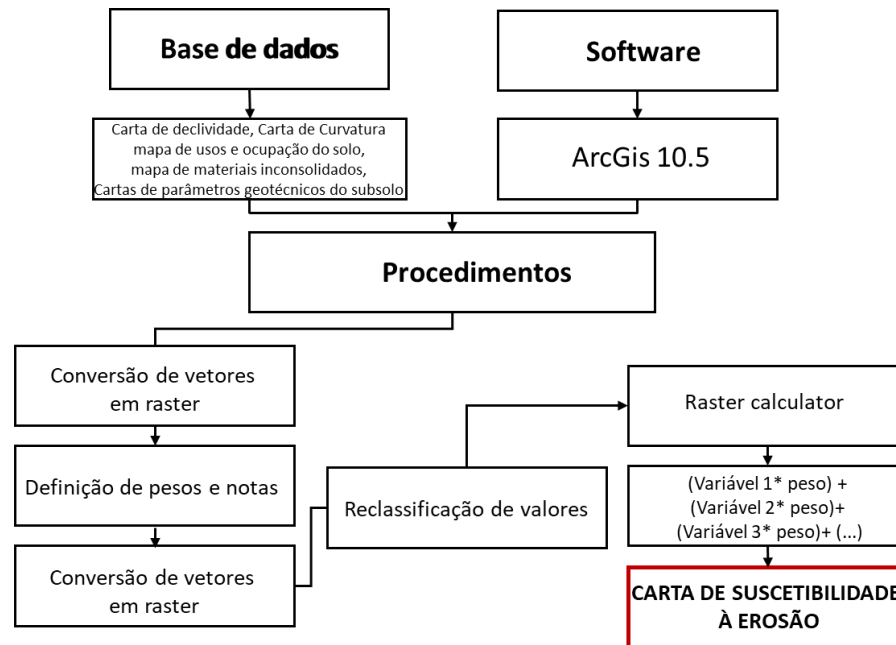 Base de dados
Software
Carta de declividade, Carta de Curvatura
mapa de usos e ocupação do solo,
mapa de materiais inconsolidados,
Cartas de parâmetros geotécnicos do subsolo
ArcGis 10.5
Procedimentos
Conversão de vetores
em raster
Definição de pesos e notas
Conversão de vetores
em raster
Reclassificação de valores
Raster calculator
(Variável 1* peso) +
(Variável 2* peso)+
(Variável 3* peso)+ (...)
CARTA DE SUSCETIBILIDADE
À EROSÃO